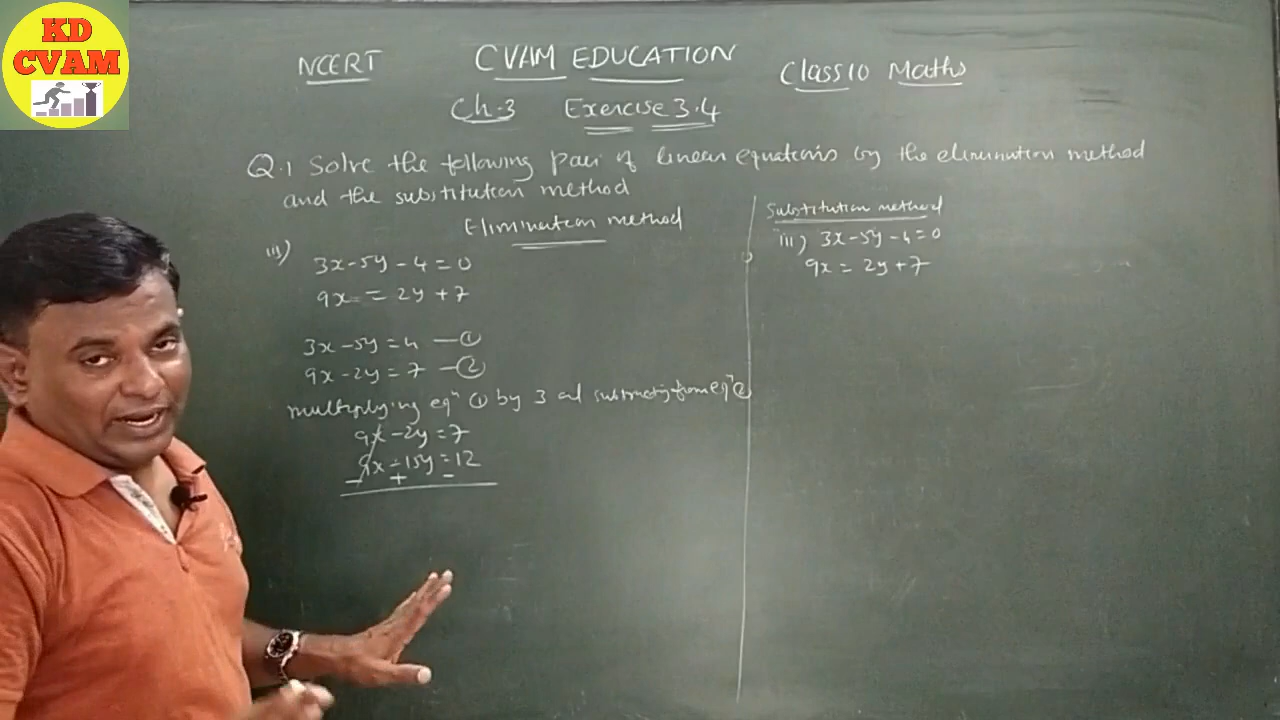 KD
CVAM
NCERT CVAM EDUCATION Class 10 Maths
Ch-3 Exercise 3.4
Q.1 Solve the following pair of linear equations by the elimination method
and the substitution method
Elimination method
iii)
3x-5y-4=0
9x = 2y+7
3x-5y=4 —①
9x-2y=7 —②
multiplying eqn ① by 3 and subtracting from eqn ②
9x-2y=7
9x-15y=12
- + -
Substitution method
iii) 3x-5y-4=0
9x = 2y+7